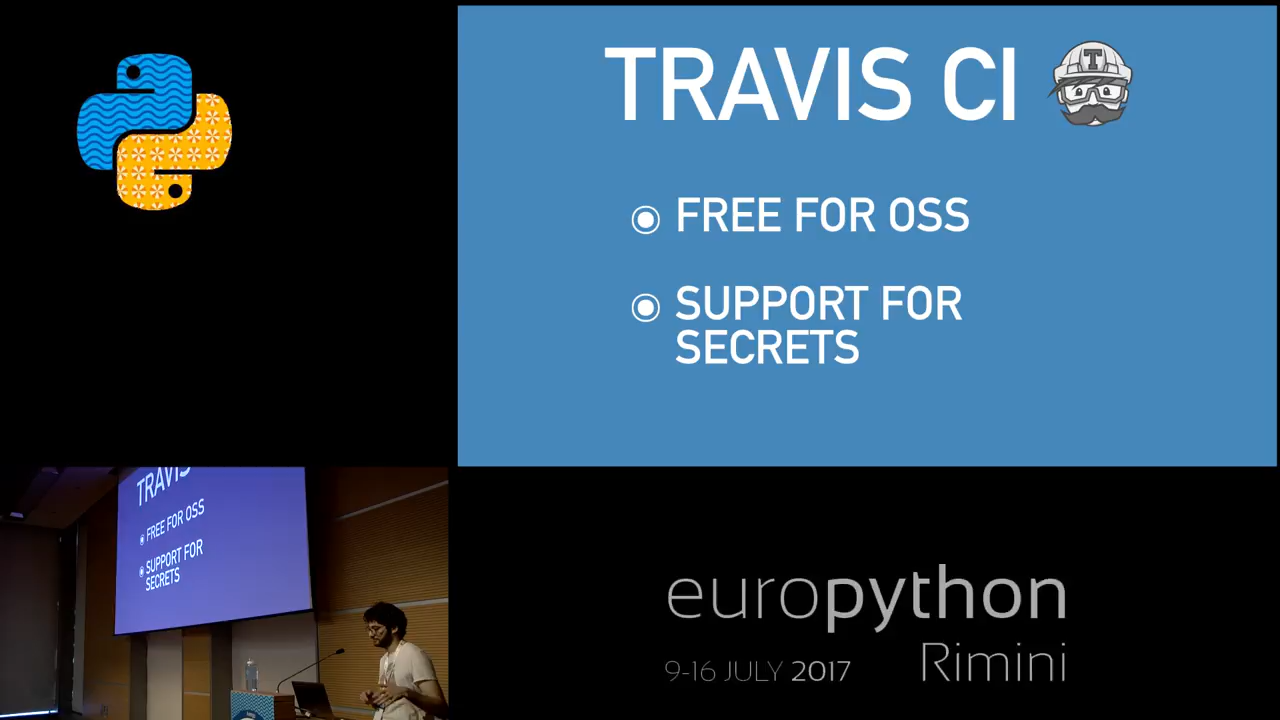 TRAVIS CI
T
FREE FOR OSS
SUPPORT FOR
SECRETS
TRAVIS
FREE FOR OSS
SUPPORT FOR
SECRETS
europython
Rimini
9-16 JULY 2017